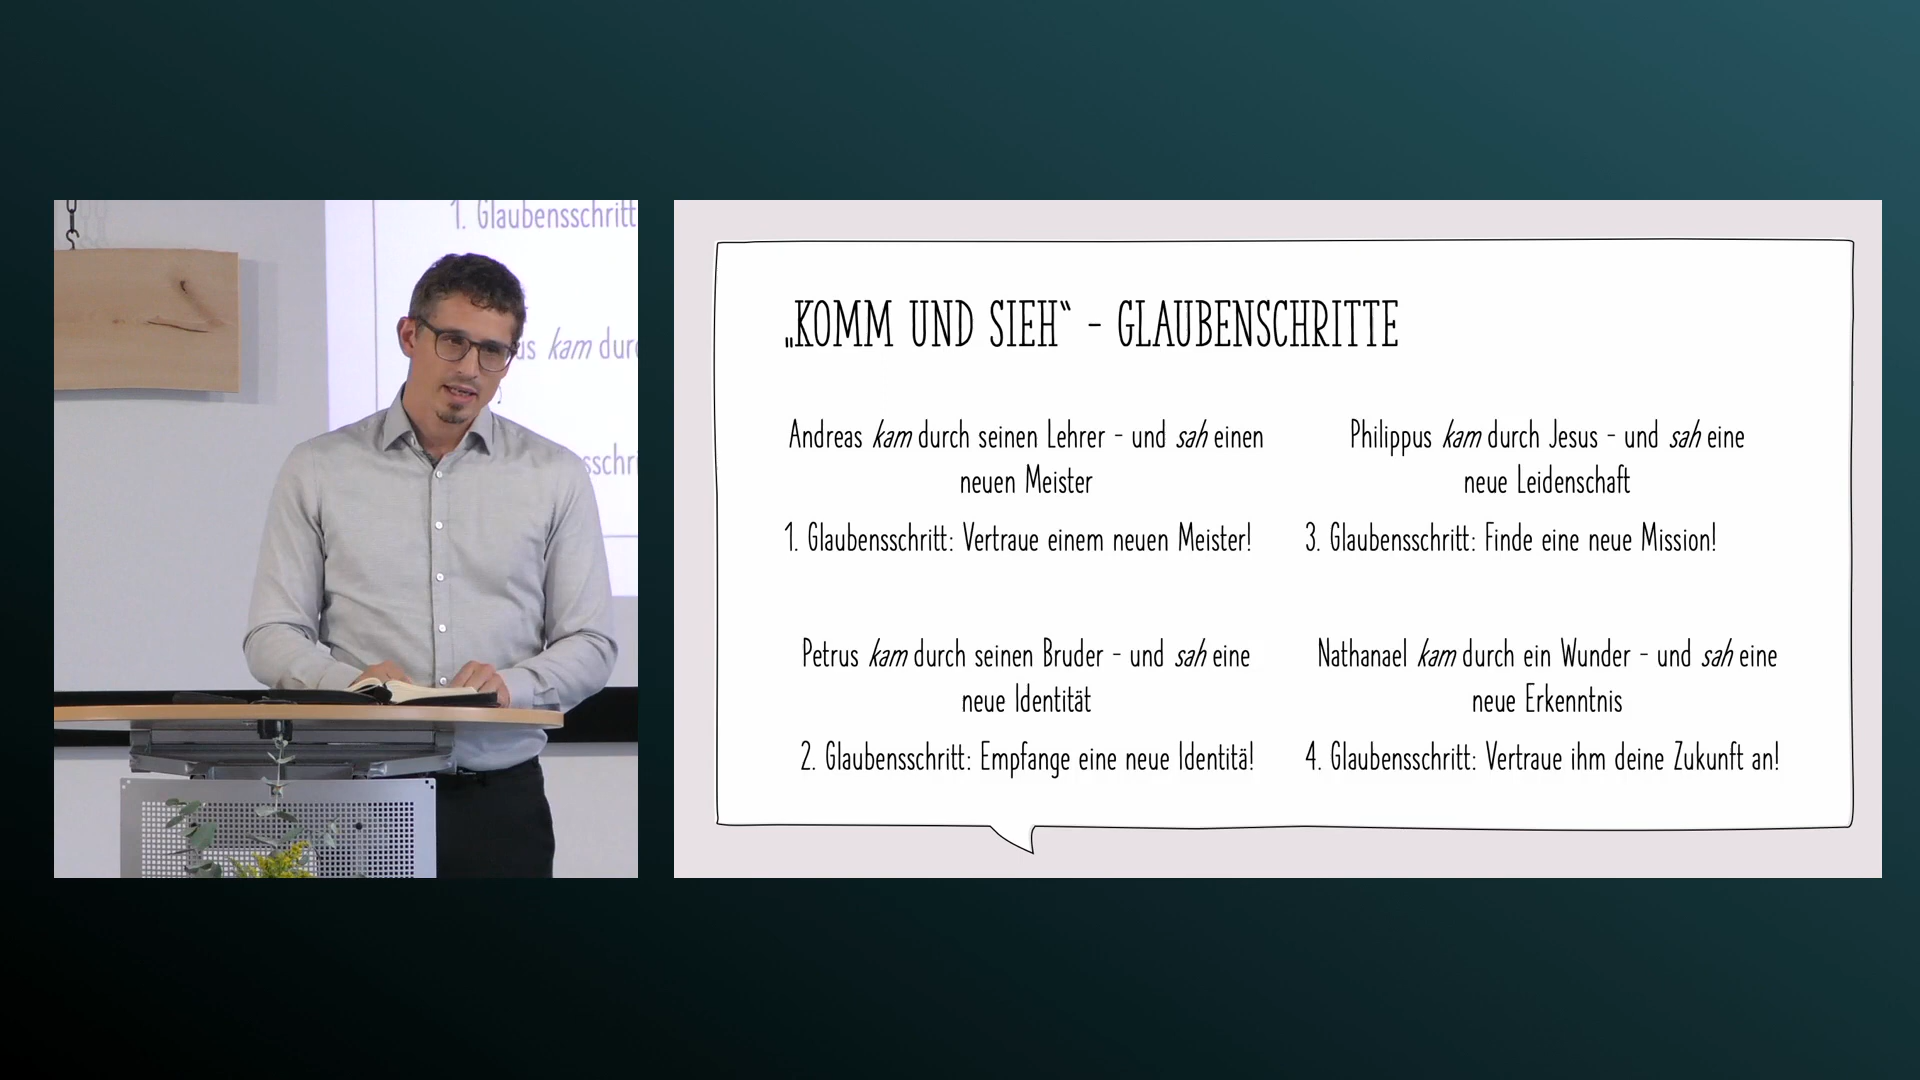 1. Glaubensschritt
us kam durc
sschri
„KOMM UND SIEH“ - GLAUBENSCHRITTE
Andreas kam durch seinen Lehrer - und sah einen
neuen Meister
1. Glaubensschritt: Vertraue einem neuen Meister!
Petrus kam durch seinen Bruder - und sah eine
neue Identität
2. Glaubensschritt: Empfange eine neue Identitä!
Philippus kam durch Jesus - und sah eine
neue Leidenschaft
3. Glaubensschritt: Finde eine neue Mission!
Nathanael kam durch ein Wunder - und sah eine
neue Erkenntnis
4. Glaubensschritt: Vertraue ihm deine Zukunft an!